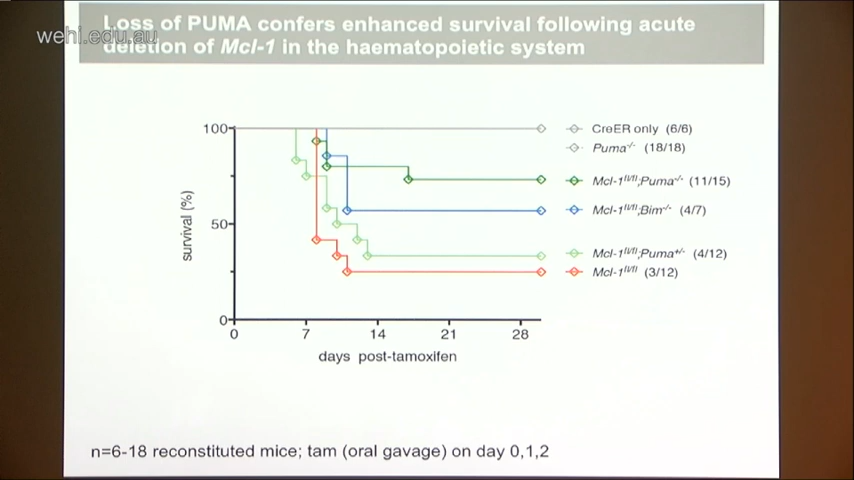 wehi.edu.au
Loss of PUMA confers enhanced survival following acute
deletion of Mcl-1 in the haematopoietic system
survival (%)
100
50
0
0 7 14 21 28
days post-tamoxifen
CreER only (6/6)
Puma-/- (18/18)
Mcl-1fl/fl;Puma-/- (11/15)
Mcl-1fl/fl;Bim-/- (4/7)
Mcl-1fl/fl;Puma+/- (4/12)
Mcl-1fl/fl (3/12)
n=6-18 reconstituted mice; tam (oral gavage) on day 0,1,2